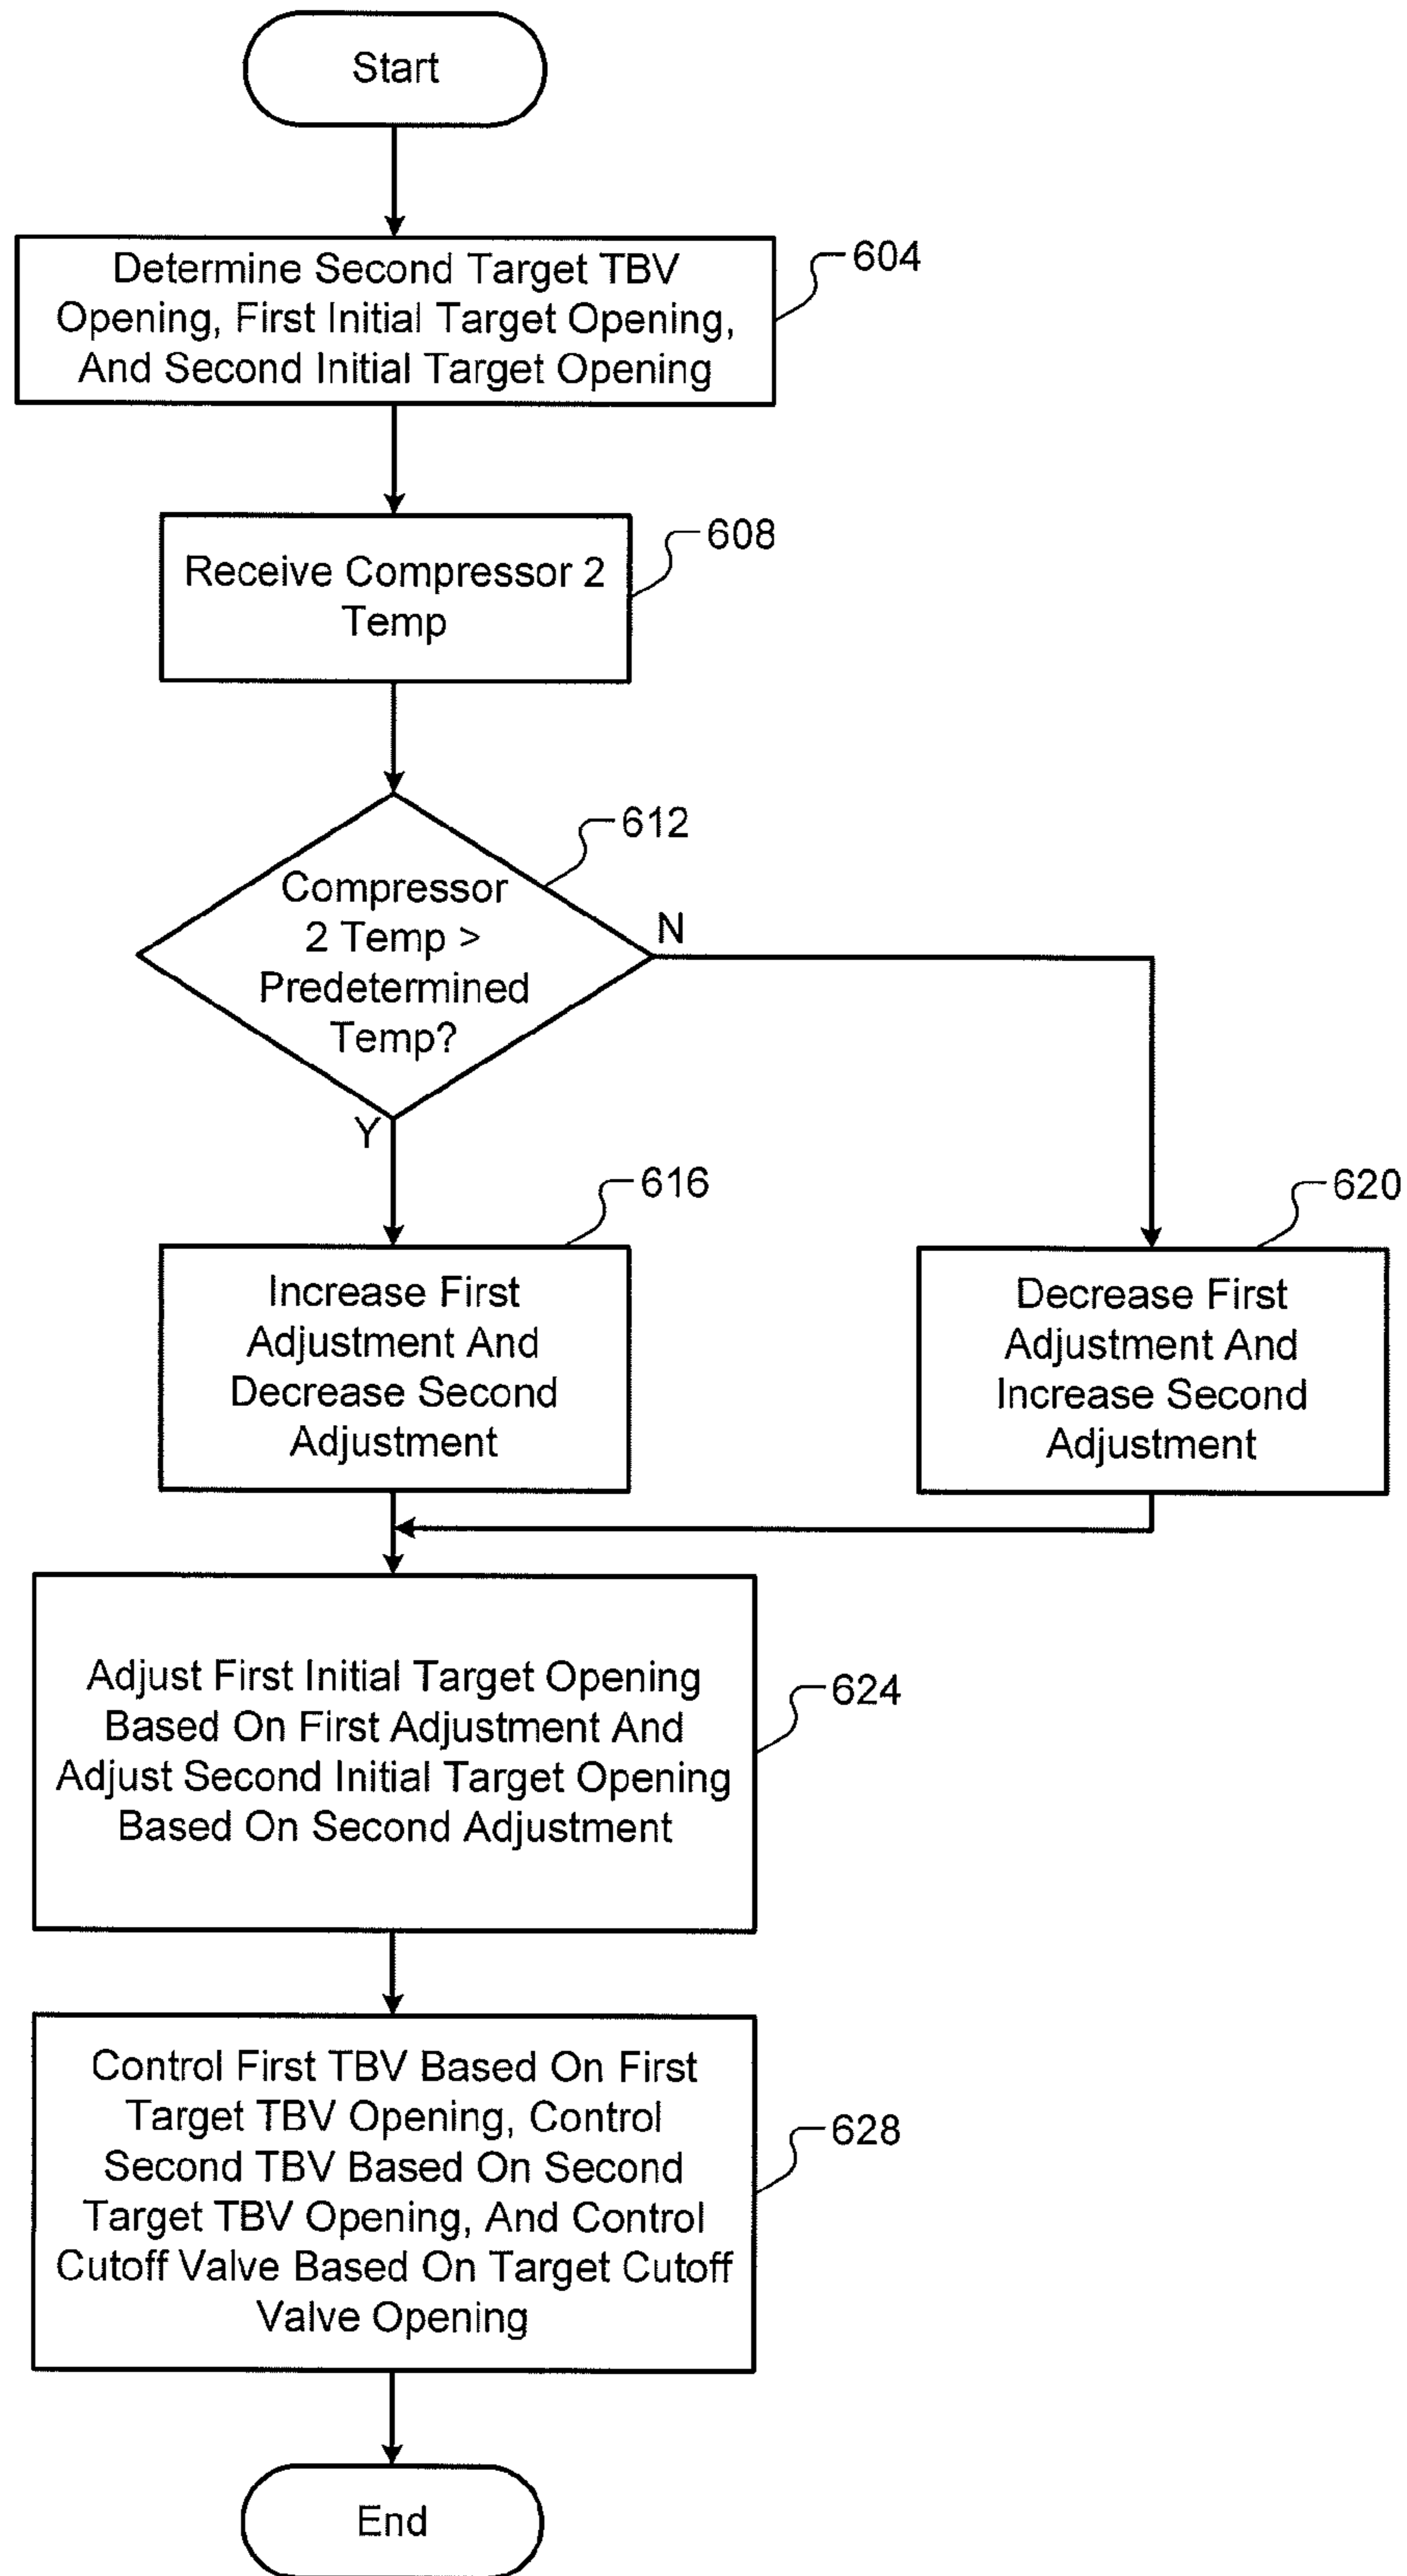 Start
Determine Second Target TBV
Opening, First Initial Target Opening,
And Second Initial Target Opening
604
Receive Compressor 2
Temp
608
Compressor
2 Temp >
Predetermined
Temp?
612
N
Y
Increase First
Adjustment And
Decrease Second
Adjustment
616
Decrease First
Adjustment And
Increase Second
Adjustment
620
Adjust First Initial Target Opening
Based On First Adjustment And
Adjust Second Initial Target Opening
Based On Second Adjustment
624
Control First TBV Based On First
Target TBV Opening, Control
Second TBV Based On Second
Target TBV Opening, And Control
Cutoff Valve Based On Target Cutoff
Valve Opening
628
End